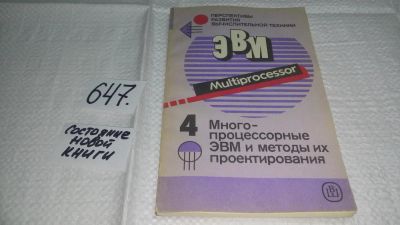 647.
состояние
новой
книги
ПЕРСПЕКТИВЫ
РАЗВИТИЯ
ВЫЧИСЛИТЕЛЬНОЙ ТЕХНИКИ
ЭВМ
Multiprocessor
4
Много-
процессорные
ЭВМ и методы их
проектирования